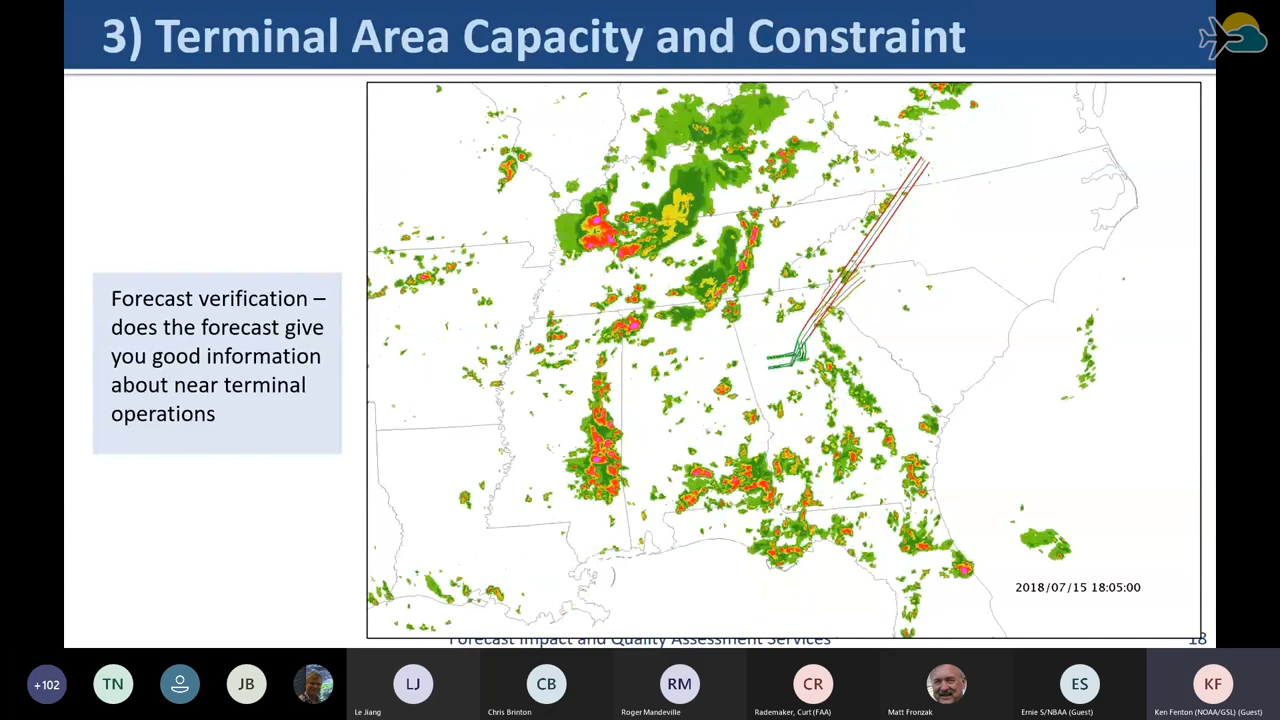 3) Terminal Area Capacity and Constraint
Forecast verification –
does the forecast give
you good information
about near terminal
operations
2018/07/15 18:05:00
Forecast Impact and Quality Assessment Services
18
+102
TN
JB
LJ
CB
RM
CR
ES
KF
Le Jiang
Chris Brinton
Roger Mandeville
Rademaker, Curt (FAA)
Matt Fronzak
Ernie S/NBAA (Guest)
Ken Fenton (NOAA/GSL) (Guest)